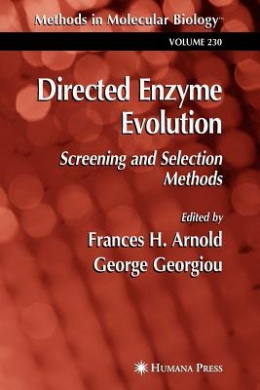 Methods in Molecular Biology™
VOLUME 230
Directed Enzyme
Evolution
Screening and Selection
Methods
Edited by
Frances H. Arnold
George Georgiou
HUMANA PRESS